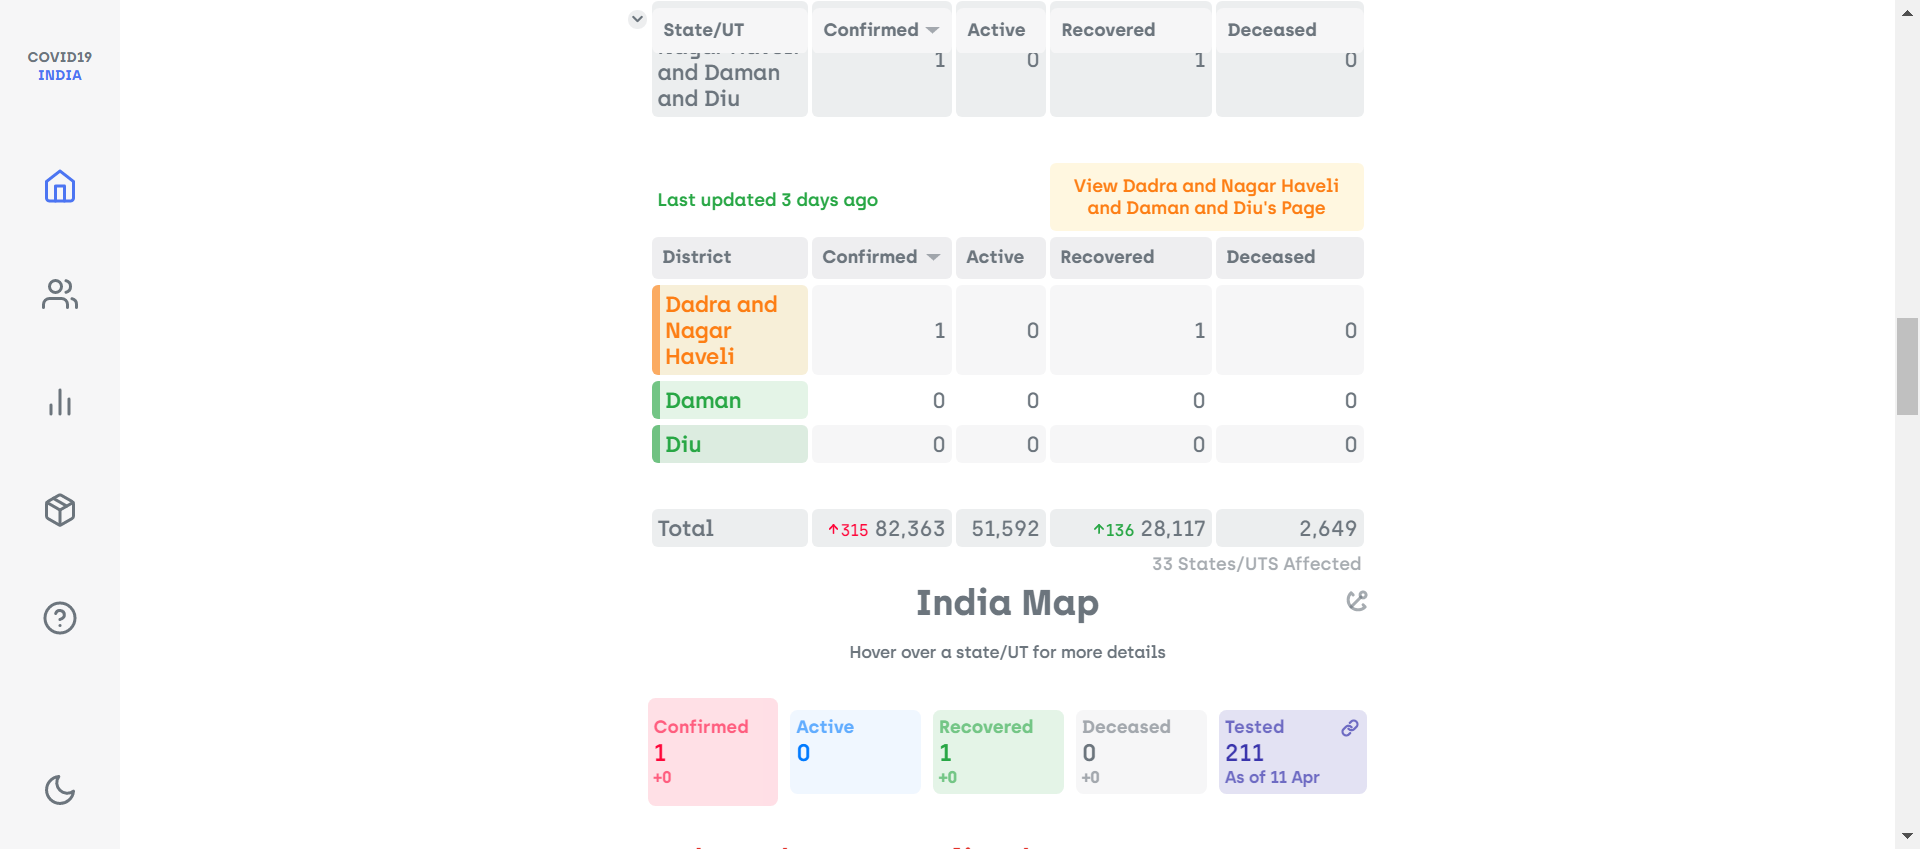 COVID19
INDIA
State/UT Confirmed Active Recovered Deceased
Nagar Haveli
and Daman
and Diu
1 0 1 0
Last updated 3 days ago
View Dadra and Nagar Haveli
and Daman and Diu's Page
District Confirmed Active Recovered Deceased
Dadra and
Nagar
Haveli
1 0 1 0
Daman 0 0 0 0
Diu 0 0 0 0
Total ↑315 82,363 51,592 ↑136 28,117 2,649
33 States/UTS Affected
India Map
Hover over a state/UT for more details
Confirmed
1
+0
Active
0
Recovered
1
+0
Deceased
0
+0
Tested
211
As of 11 Apr